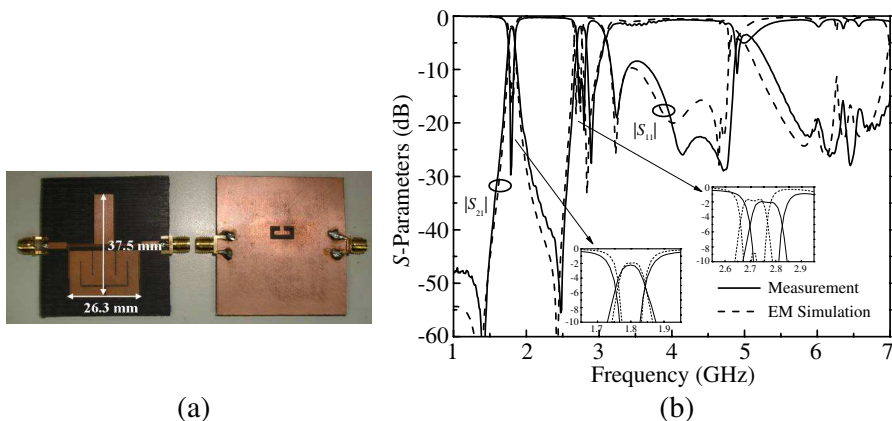 37.5 mm
26.3 mm
(a)
S-Parameters (dB)
0
-10
-20
-30
-40
-50
-60
|S11|
|S21|
0
-2
-4
-6
-8
-10
1.7 1.8 1.9
0
-2
-4
-6
-8
-10
2.6 2.7 2.8 2.9
Measurement
EM Simulation
1 2 3 4 5 6 7
Frequency (GHz)
(b)